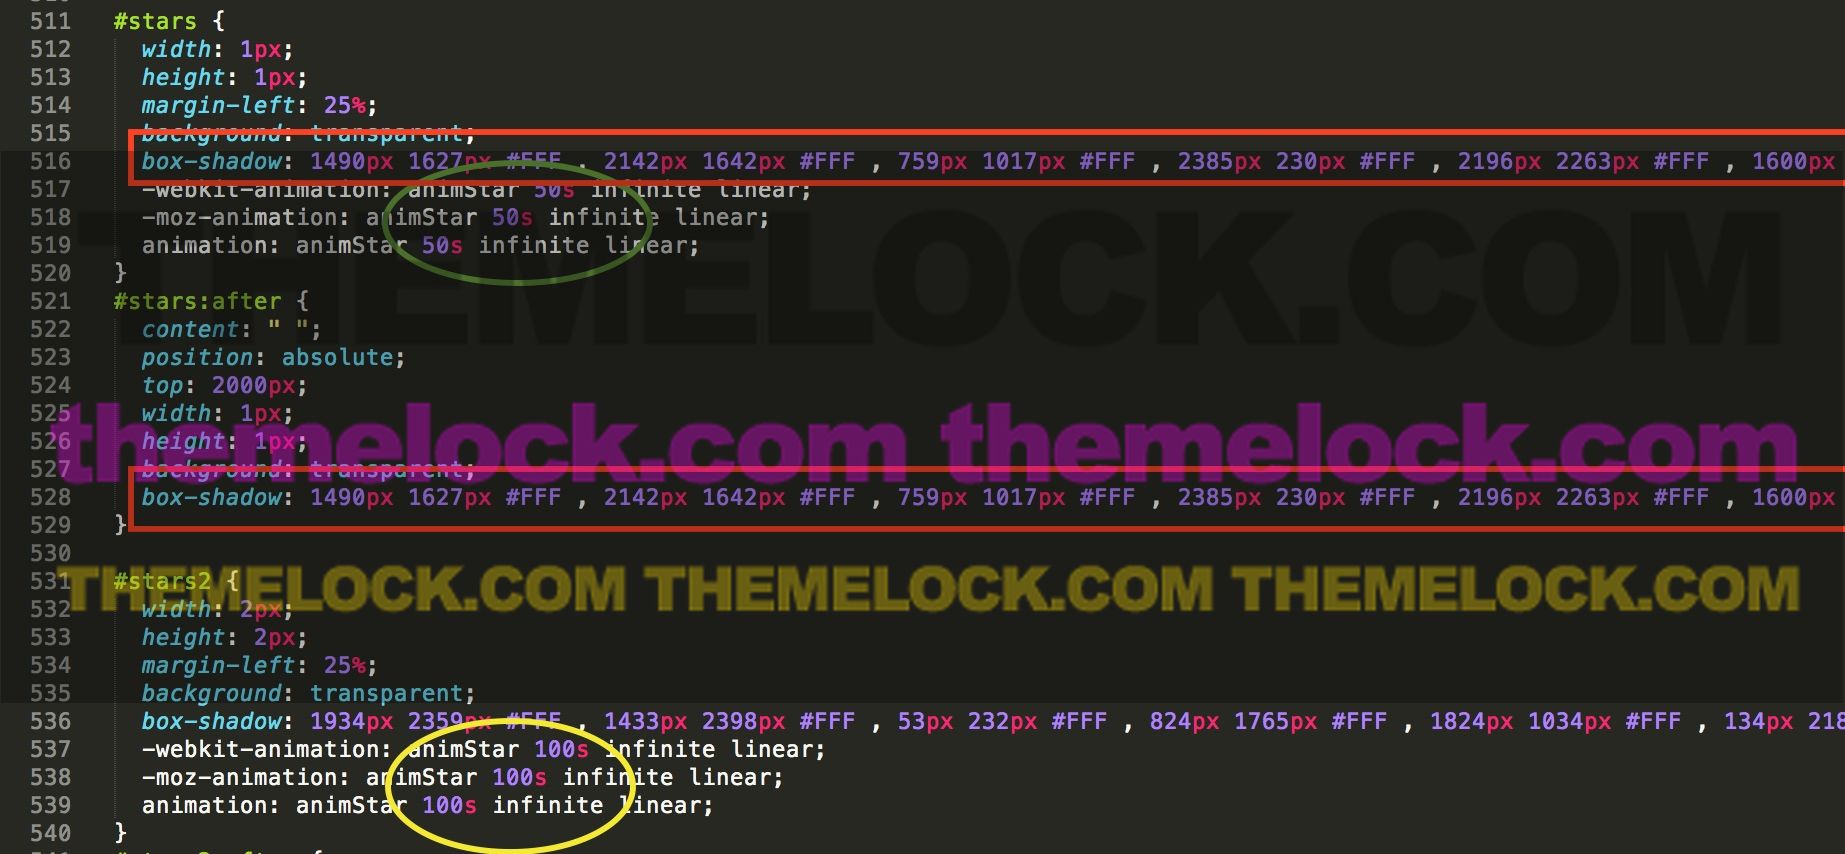 511 #stars {
512 width: 1px;
513 height: 1px;
514 margin-left: 25%;
515 background: transparent;
516 box-shadow: 1490px 1627px #FFF , 2142px 1642px #FFF , 759px 1017px #FFF , 2385px 230px #FFF , 2196px 2263px #FFF , 1600px
517 -webkit-animation: animStar 50s infinite linear;
518 -moz-animation: animStar 50s infinite linear;
519 animation: animStar 50s infinite linear;
THEMELOCK.COM
520 }
521 #stars:after {
522 content: " ";
523 position: absolute;
524 top: 2000px;
525 width: 1px;
themelock.com themelock.com
526 height: 1px;
527 background: transparent;
528 box-shadow: 1490px 1627px #FFF , 2142px 1642px #FFF , 759px 1017px #FFF , 2385px 230px #FFF , 2196px 2263px #FFF , 1600px
529 }
530
531 #stars2 {
THEMELOCK.COM THEMELOCK.COM THEMELOCK.COM
532 width: 2px;
533 height: 2px;
534 margin-left: 25%;
535 background: transparent;
536 box-shadow: 1934px 2359px #FFF , 1433px 2398px #FFF , 53px 232px #FFF , 824px 1765px #FFF , 1824px 1034px #FFF , 134px 218
537 -webkit-animation: animStar 100s infinite linear;
538 -moz-animation: animStar 100s infinite linear;
539 animation: animStar 100s infinite linear;
540 }